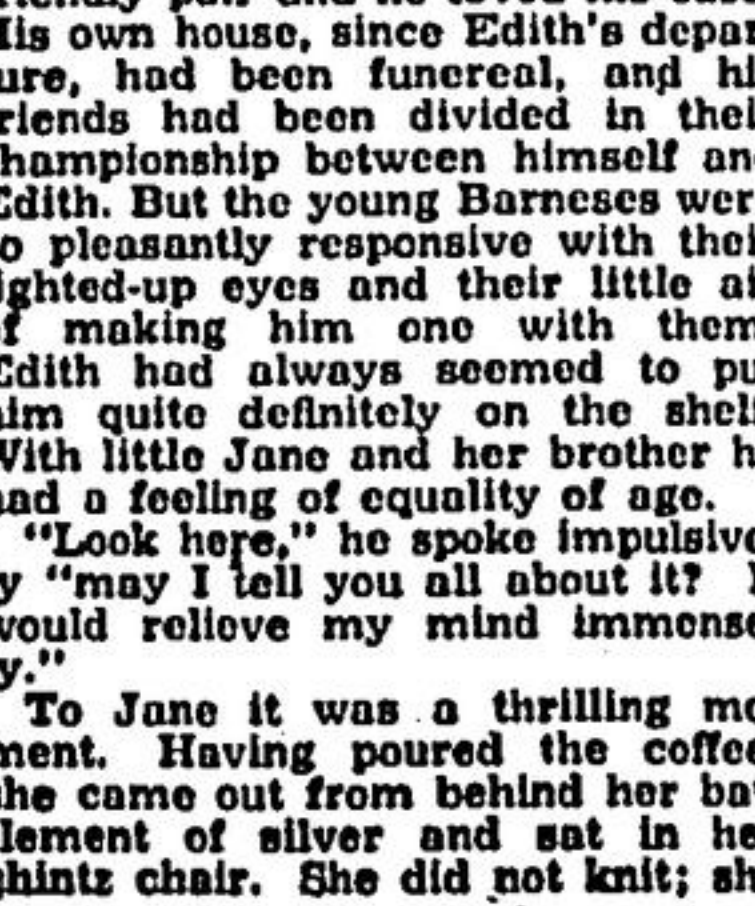 His own house, since Edith's depar
ure, had been funereal, and hi
riends had been divided in thei
hampionship between himself an
Edith. But the young Barneses wer
o pleasantly responsive with thei
ighted-up eyes and their little ai
f making him one with them
Edith had always seemed to pu
him quite definitely on the shel
With little Jane and her brother h
had a feeling of equality of age.
"Look here," he spoke impulsive
y "may I tell you all about it?
would relieve my mind immense
y."
To Jane it was a thrilling mo
ment. Having poured the coffee
she came out from behind her bat
lement of silver and sat in he
chintz chair. She did not knit; sh